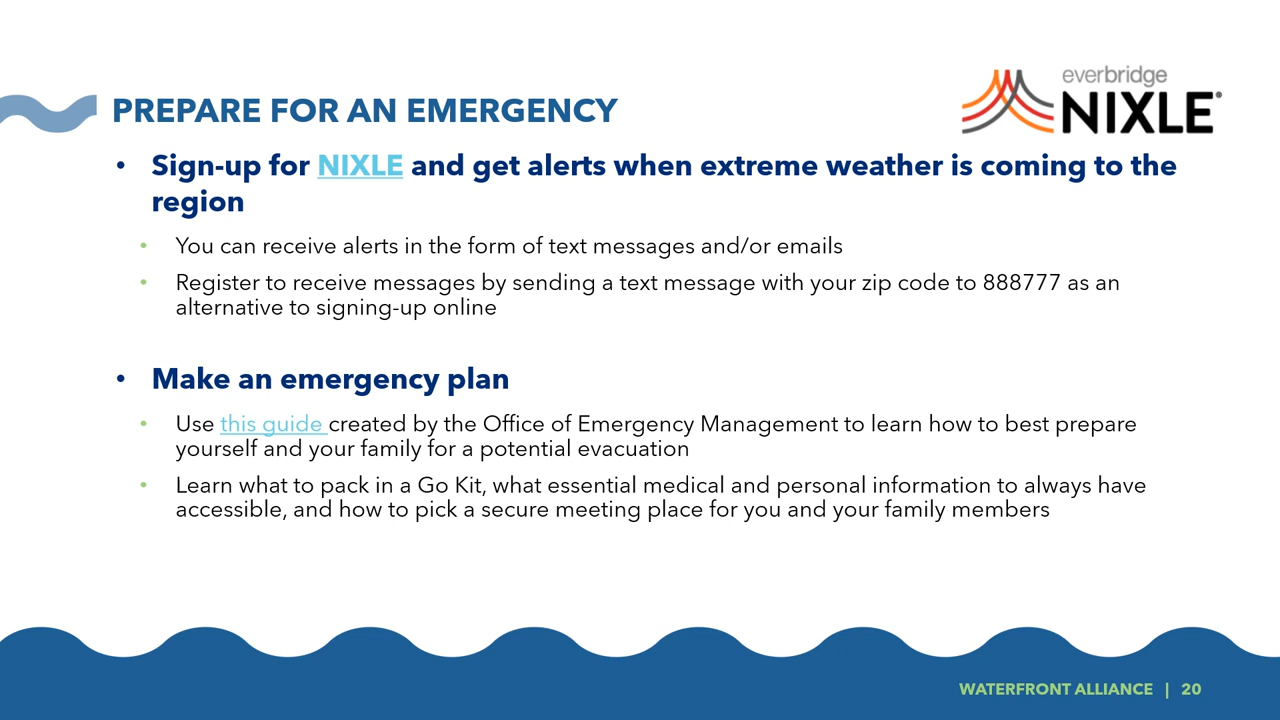 everbridge
NIXLE®
PREPARE FOR AN EMERGENCY
• Sign-up for NIXLE and get alerts when extreme weather is coming to the
region
• You can receive alerts in the form of text messages and/or emails
• Register to receive messages by sending a text message with your zip code to 888777 as an
alternative to signing-up online
• Make an emergency plan
• Use this guide created by the Office of Emergency Management to learn how to best prepare
yourself and your family for a potential evacuation
• Learn what to pack in a Go Kit, what essential medical and personal information to always have
accessible, and how to pick a secure meeting place for you and your family members
WATERFRONT ALLIANCE | 20